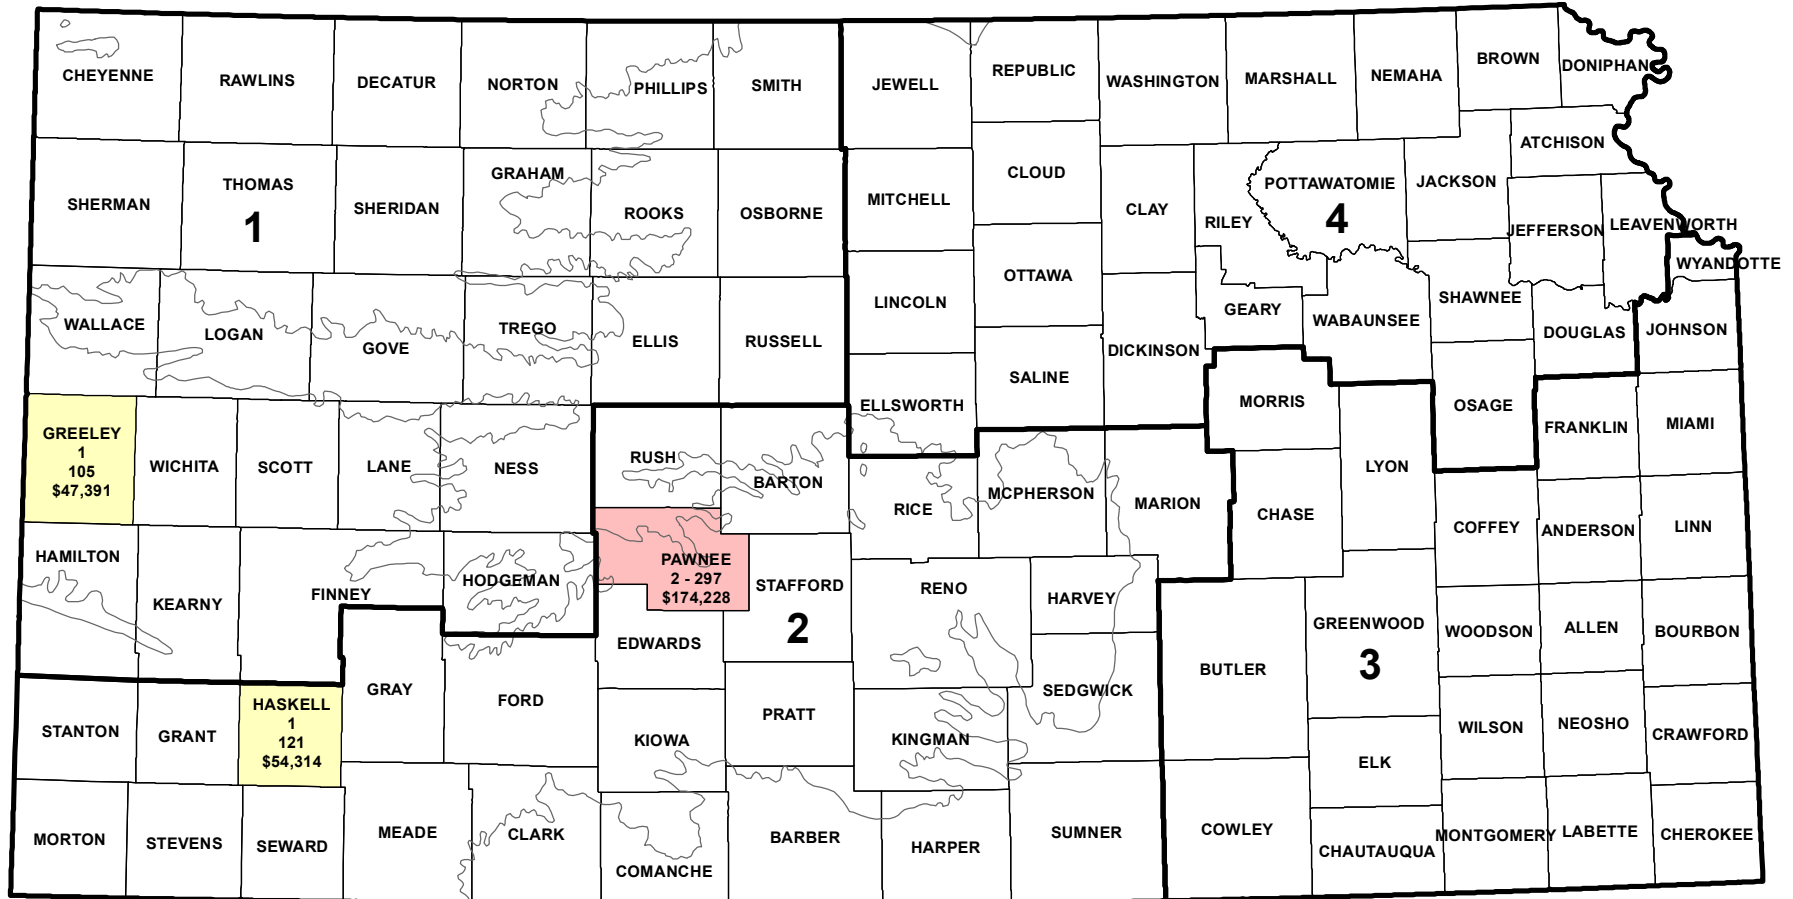 CHEYENNE
RAWLINS
DECATUR
NORTON
PHILLIPS
SMITH
JEWELL
REPUBLIC
WASHINGTON
MARSHALL
NEMAHA
BROWN
DONIPHAN
SHERMAN
THOMAS
1
SHERIDAN
GRAHAM
ROOKS
OSBORNE
MITCHELL
CLOUD
CLAY
RILEY
POTTAWATOMIE
4
JACKSON
ATCHISON
JEFFERSON
LEAVENWORTH
WYANDOTTE
WALLACE
LOGAN
GOVE
TREGO
ELLIS
RUSSELL
LINCOLN
OTTAWA
SALINE
DICKINSON
GEARY
WABAUNSEE
SHAWNEE
DOUGLAS
JOHNSON
ELLSWORTH
MORRIS
OSAGE
FRANKLIN
MIAMI
GREELEY
1
105
$47,391
WICHITA
SCOTT
LANE
NESS
RUSH
BARTON
RICE
MCPHERSON
MARION
CHASE
LYON
COFFEY
ANDERSON
LINN
HAMILTON
KEARNY
FINNEY
HODGEMAN
PAWNEE
2 - 297
$174,228
STAFFORD
2
EDWARDS
RENO
HARVEY
SEDGWICK
BUTLER
GREENWOOD
3
WOODSON
ALLEN
BOURBON
STANTON
GRANT
HASKELL
1
121
$54,314
GRAY
FORD
KIOWA
PRATT
KINGMAN
ELK
WILSON
NEOSHO
CRAWFORD
MORTON
STEVENS
SEWARD
MEADE
CLARK
COMANCHE
BARBER
HARPER
SUMNER
COWLEY
CHAUTAUQUA
MONTGOMERY
LABETTE
CHEROKEE